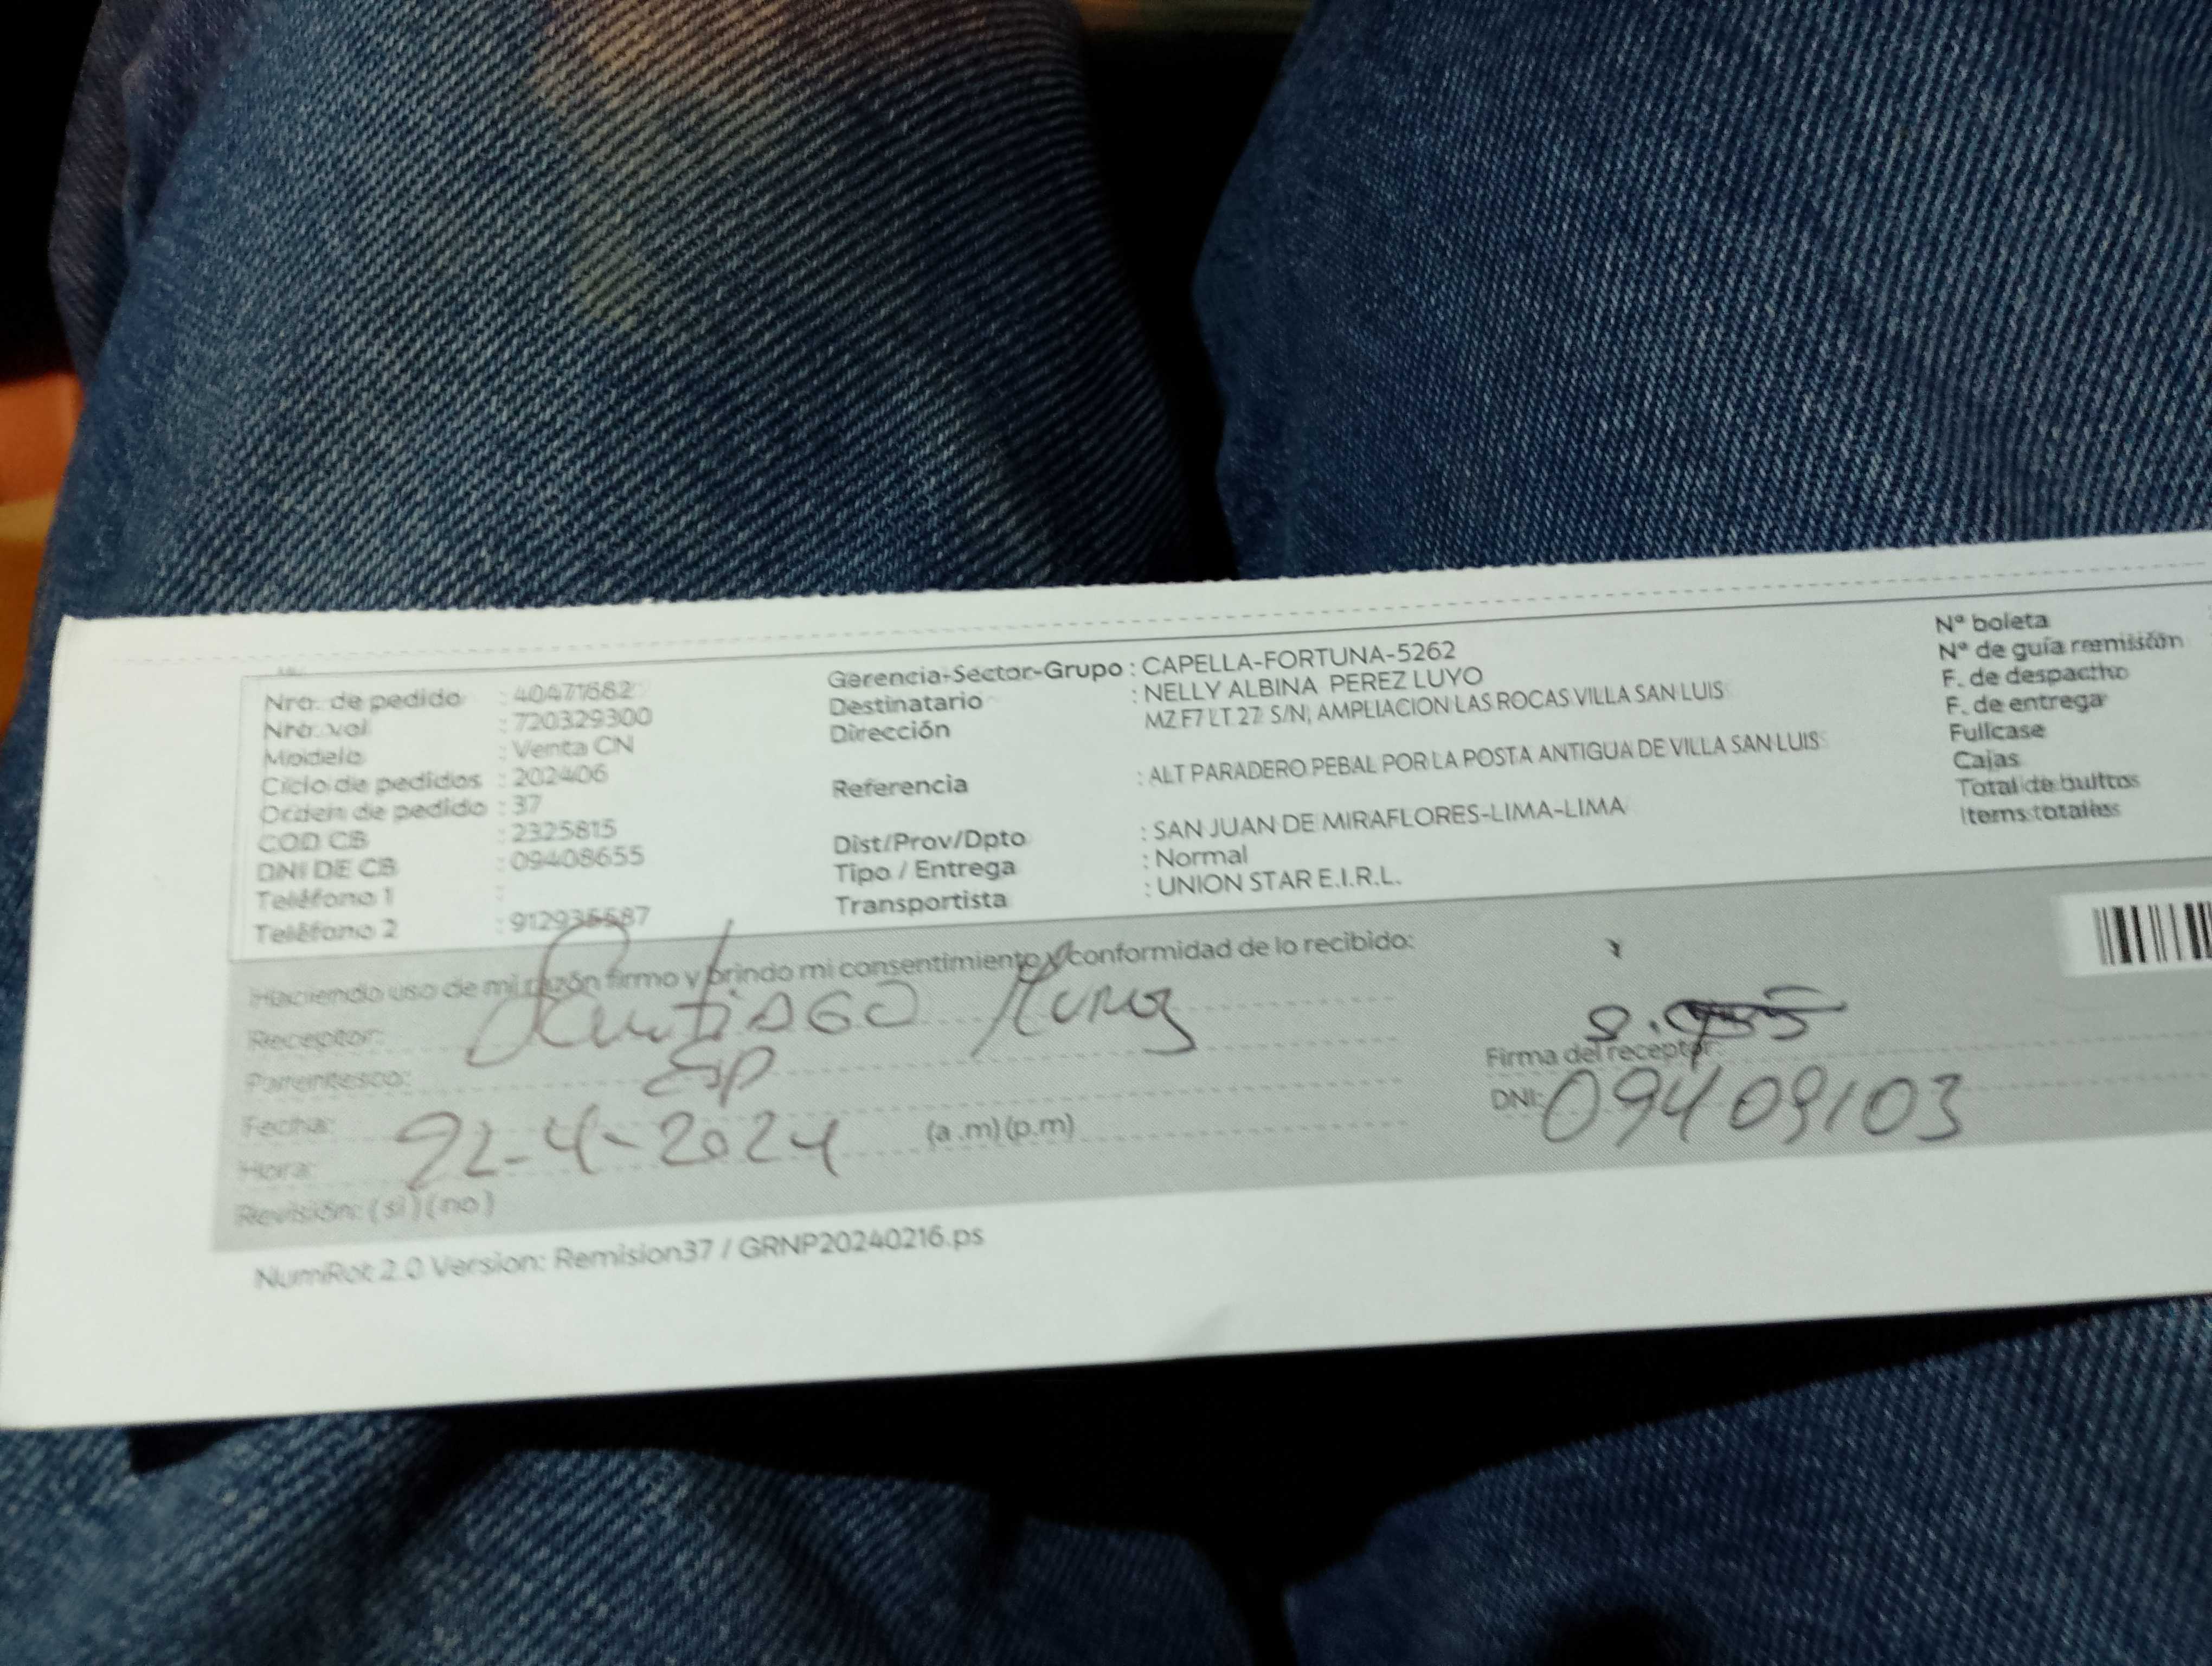 Nro. de pedido : 40471682
Nro. vol : 720329300
Modelo : Venta CN
Ciclo de pedidos : 202406
Orden de pedido : 37
COD CB : 2325815
DNI DE CB : 09408655
Teléfono 1 :
Teléfono 2 : 912935587
Gerencia-Sector-Grupo : CAPELLA-FORTUNA-5262
Destinatario : NELLY ALBINA PEREZ LUYO
Dirección MZ F7 LT 27 S/N, AMPLIACION LAS ROCAS VILLA SAN LUIS
Referencia : ALT PARADERO PEBAL POR LA POSTA ANTIGUA DE VILLA SAN LUIS
Dist/Prov/Dpto : SAN JUAN DE MIRAFLORES-LIMA-LIMA
Tipo / Entrega : Normal
Transportista : UNION STAR E.I.R.L.
Nº boleta
Nº de guía remisión
F. de despacho
F. de entrega
Fullcase
Cajas
Total de bultos
Items totales
Haciendo uso de mi razón firmo y brindo mi consentimiento y conformidad de lo recibido:
Receptor: Santiago
Parentesco: Esp
Fecha: 22-4-2024
Hora: (a.m)(p.m)
Revisión: (si)(no)
Firma del receptor:
DNI: 09409103
NumRot 2.0 Version: Remision37 / GRNP20240216.ps